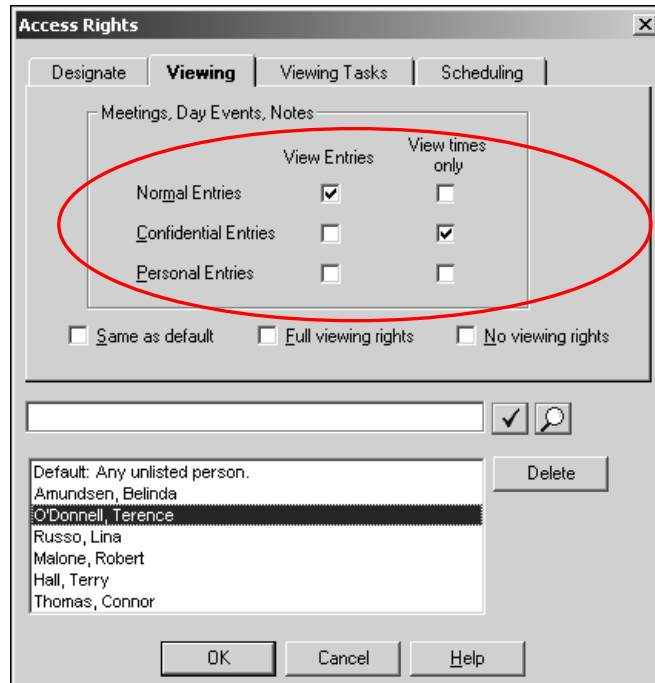 Access Rights
Designate Viewing Viewing Tasks Scheduling
Meetings, Day Events, Notes
View Entries View times only
Normal Entries
Confidential Entries
Personal Entries
Same as default Full viewing rights No viewing rights
Default: Any unlisted person.
Delete
Amundsen, Belinda
O'Donnell, Terence
Russo, Lina
Malone, Robert
Hall, Terry
Thomas, Connor
OK Cancel Help